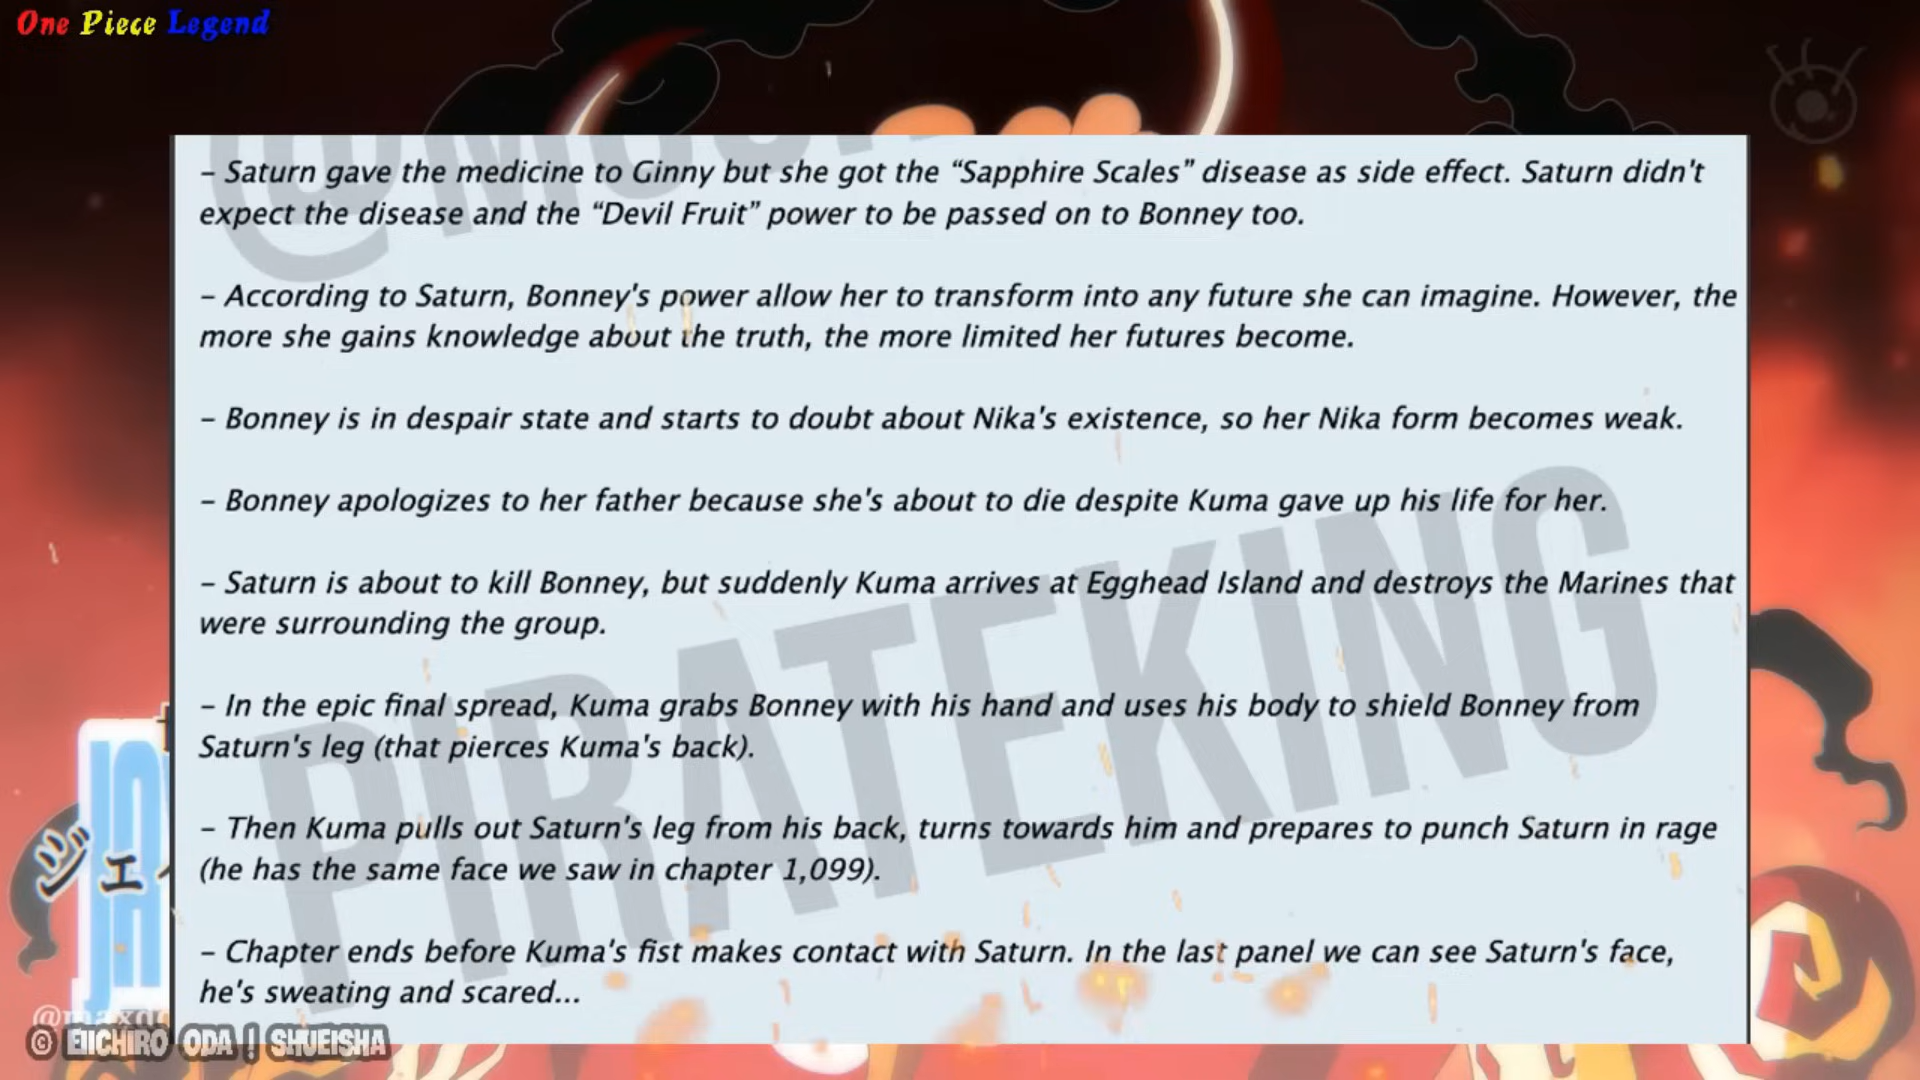 One Piece Legend
– Saturn gave the medicine to Ginny but she got the “Sapphire Scales” disease as side effect. Saturn didn't
expect the disease and the “Devil Fruit” power to be passed on to Bonney too.
– According to Saturn, Bonney's power allow her to transform into any future she can imagine. However, the
more she gains knowledge about the truth, the more limited her futures become.
– Bonney is in despair state and starts to doubt about Nika's existence, so her Nika form becomes weak.
– Bonney apologizes to her father because she's about to die despite Kuma gave up his life for her.
– Saturn is about to kill Bonney, but suddenly Kuma arrives at Egghead Island and destroys the Marines that
were surrounding the group.
– In the epic final spread, Kuma grabs Bonney with his hand and uses his body to shield Bonney from
Saturn's leg (that pierces Kuma's back).
– Then Kuma pulls out Saturn's leg from his back, turns towards him and prepares to punch Saturn in rage
(he has the same face we saw in chapter 1,099).
– Chapter ends before Kuma's fist makes contact with Saturn. In the last panel we can see Saturn's face,
he's sweating and scared...
PIRATEKING
ジェ
© EIICHIRO ODA | SHUEISHA